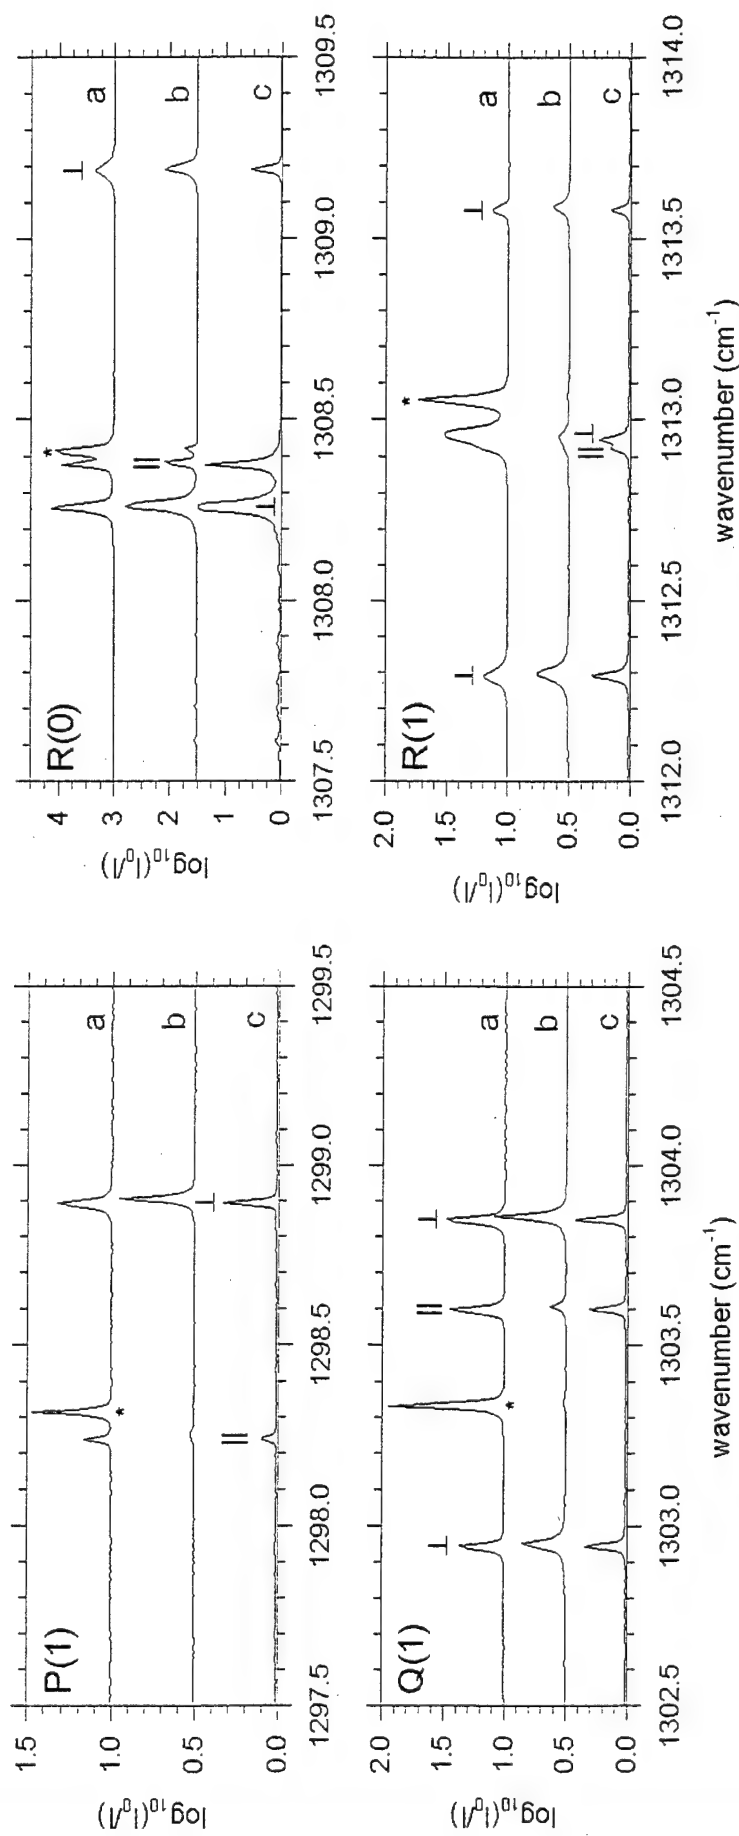 P(1)
1.5
1.0
0.5
0.0
log10(I0/I)
a
b
c
*
||
⊥
1297.5
1298.0
1298.5
1299.0
1299.5
R(0)
4
3
2
1
0
log10(I0/I)
a
b
c
*
||
⊥
⊥
1307.5
1308.0
1308.5
1309.0
1309.5
Q(1)
2.0
1.5
1.0
0.5
0.0
log10(I0/I)
a
b
c
⊥
*
||
⊥
1302.5
1303.0
1303.5
1304.0
1304.5
wavenumber (cm-1)
R(1)
2.0
1.5
1.0
0.5
0.0
log10(I0/I)
a
b
c
⊥
*
⊥
||
⊥
1312.0
1312.5
1313.0
1313.5
1314.0
wavenumber (cm-1)